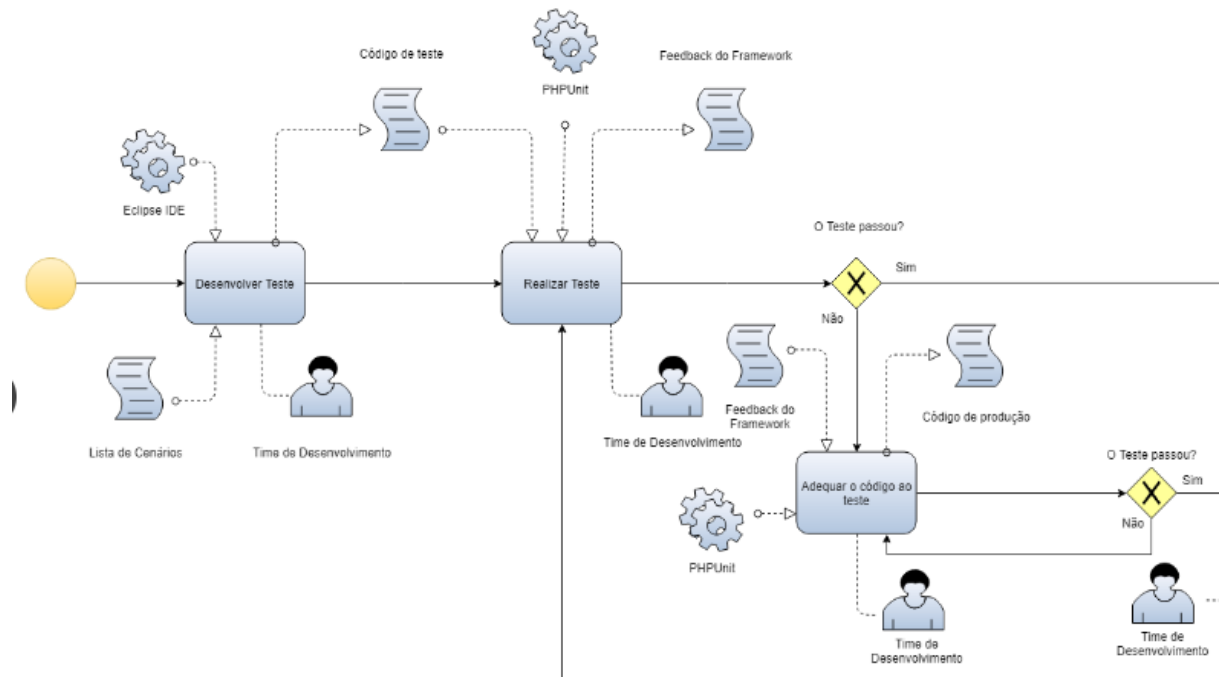 Código de teste
PHPUnit
Feedback do Framework
Eclipse IDE
O Teste passou?
Desenvolver Teste
Realizar Teste
Sim
Não
Lista de Cenários
Time de Desenvolvimento
Time de Desenvolvimento
Feedback do
Framework
Código de produção
O Teste passou?
Adequar o código ao
teste
Sim
Não
PHPUnit
Time de
Desenvolvimento
Time de
Desenvolvimento